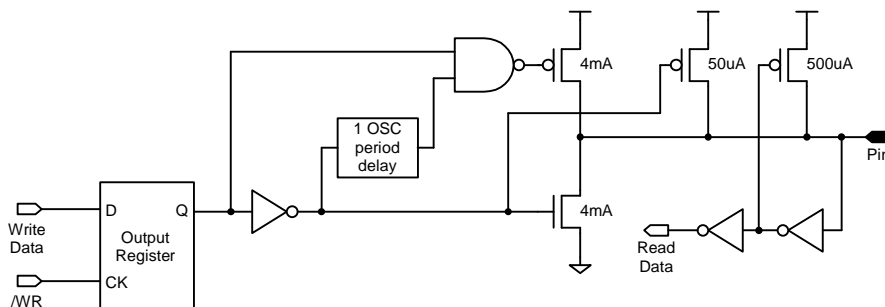 4mA
50uA
500uA
1 OSC
period
delay
Pin
D
Q
4mA
Write
Data
Output
Register
Read
Data
CK
/WR